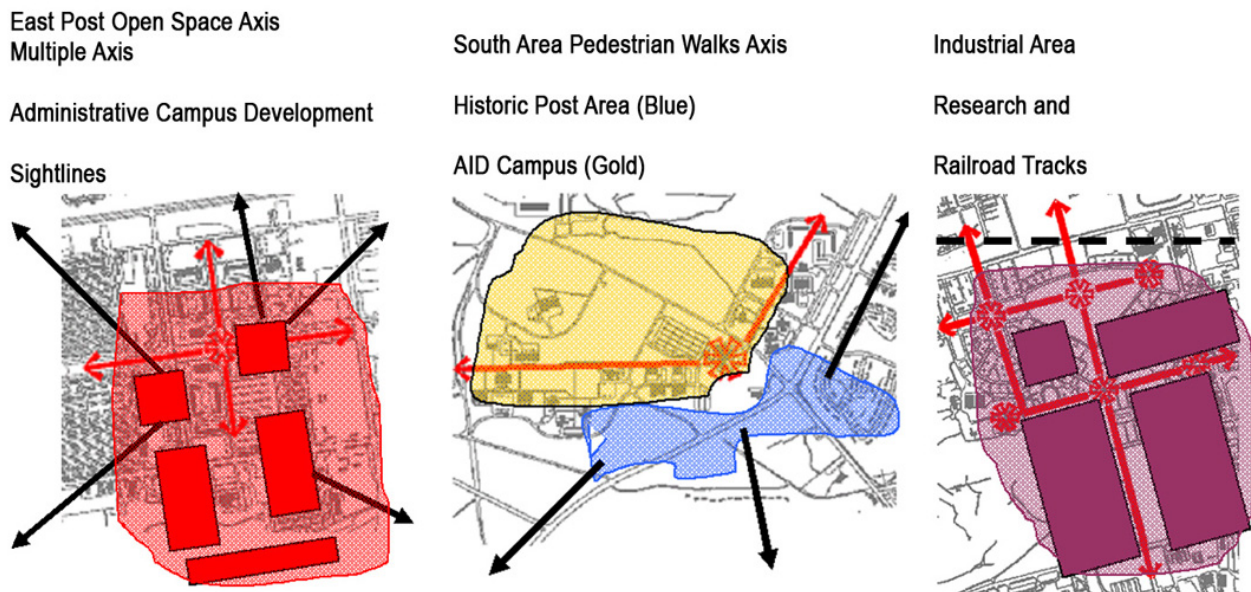 East Post Open Space Axis
Multiple Axis
Administrative Campus Development
Sightlines
South Area Pedestrian Walks Axis
Historic Post Area (Blue)
AID Campus (Gold)
Industrial Area
Research and
Railroad Tracks